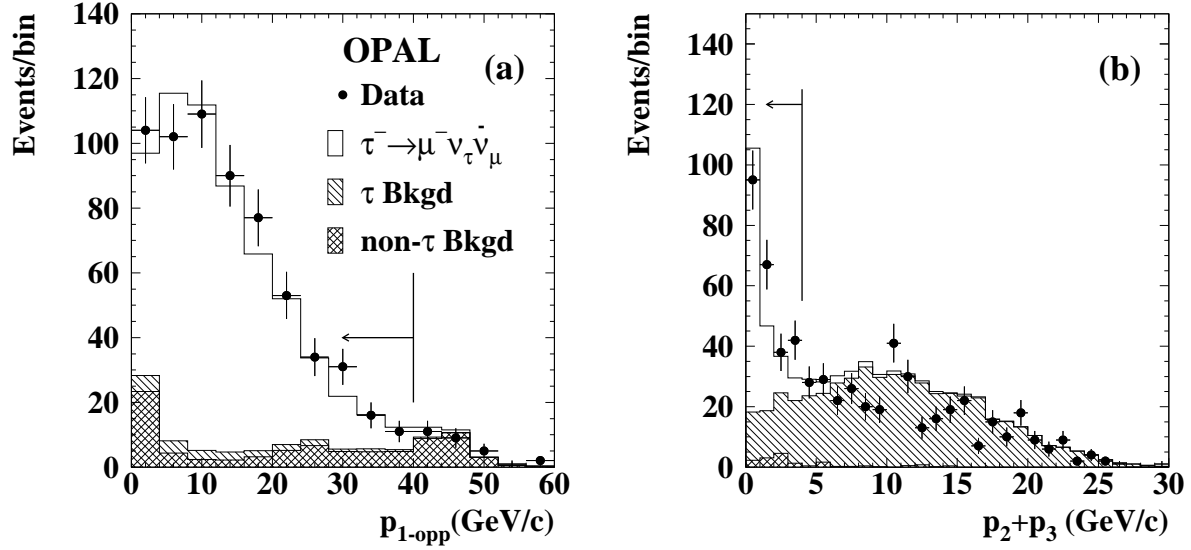 Events/bin
140
120
100
80
60
40
20
0
0 10 20 30 40 50 60
p1-opp(GeV/c)
OPAL
(a)
Data
τ⁻→μ⁻ντν̄μ
τ Bkgd
non-τ Bkgd
Events/bin
140
120
100
80
60
40
20
0
0 5 10 15 20 25 30
p2+p3 (GeV/c)
(b)